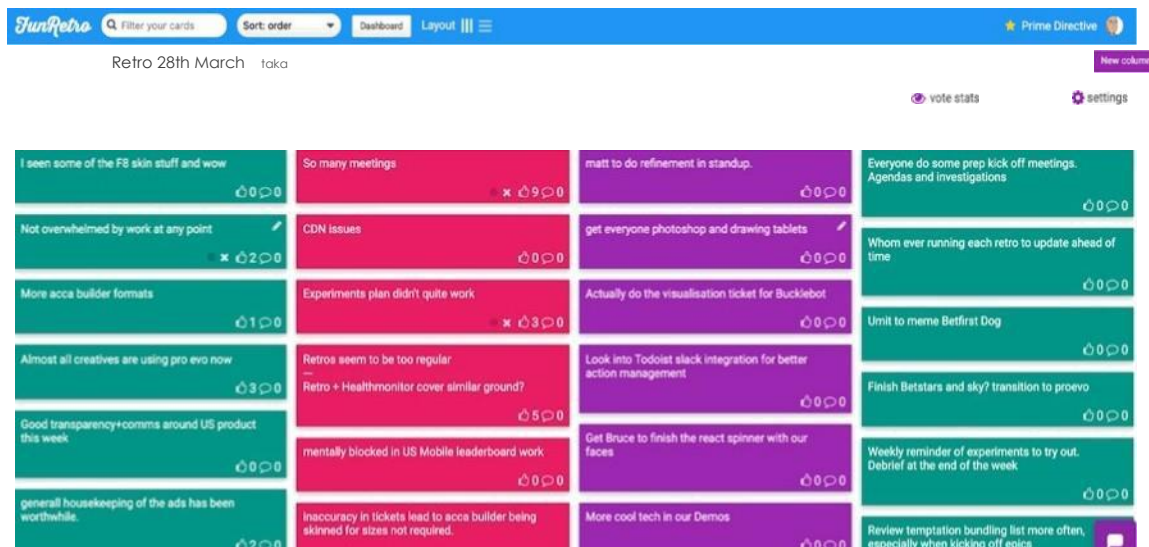 FunRetro
Filter your cards
Sort: order
Dashboard
Layout
Prime Directive
Retro 28th March taka
New column
vote stats
settings
I seen some of the F8 skin stuff and wow
0 0
Not overwhelmed by work at any point
2 0
More acca builder formats
1 0
Almost all creatives are using pro evo now
3 0
Good transparency+comms around US product
this week
0 0
generall housekeeping of the ads has been
worthwhile.
2 0
So many meetings
9 0
CDN issues
0 0
Experiments plan didn't quite work
3 0
Retros seem to be too regular
—
Retro + Healthmonitor cover similar ground?
5 0
mentally blocked in US Mobile leaderboard work
0 0
Inaccuracy in tickets lead to acca builder being
skinned for sizes not required.
matt to do refinement in standup.
0 0
get everyone photoshop and drawing tablets
0 0
Actually do the visualisation ticket for Bucklebot
0 0
Look into Todoist slack integration for better
action management
0 0
Get Bruce to finish the react spinner with our
faces
0 0
More cool tech in our Demos
0 0
Everyone do some prep kick off meetings.
Agendas and investigations
0 0
Whom ever running each retro to update ahead of
time
0 0
Umit to meme Betfirst Dog
0 0
Finish Betstars and sky? transition to proevo
0 0
Weekly reminder of experiments to try out.
Debrief at the end of the week
0 0
Review temptation bundling list more often,
especially when kicking off epics